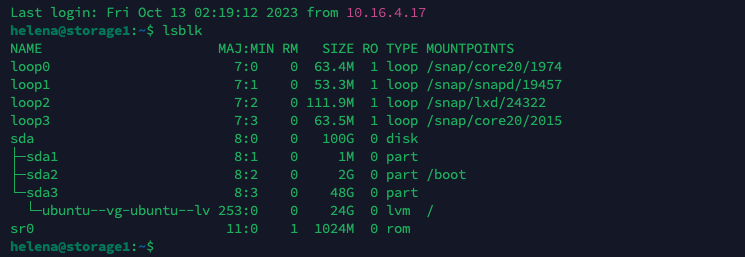 Last login: Fri Oct 13 02:19:12 2023 from 10.16.4.17
helena@storage1:~$ lsblk
NAME                      MAJ:MIN RM   SIZE RO TYPE MOUNTPOINTS
loop0                       7:0    0  63.4M  1 loop /snap/core20/1974
loop1                       7:1    0  53.3M  1 loop /snap/snapd/19457
loop2                       7:2    0 111.9M  1 loop /snap/lxd/24322
loop3                       7:3    0  63.5M  1 loop /snap/core20/2015
sda                         8:0    0   100G  0 disk
├─sda1                      8:1    0     1M  0 part
├─sda2                      8:2    0     2G  0 part /boot
└─sda3                      8:3    0    48G  0 part
  └─ubuntu--vg-ubuntu--lv 253:0    0    24G  0 lvm  /
sr0                        11:0    1  1024M  0 rom
helena@storage1:~$